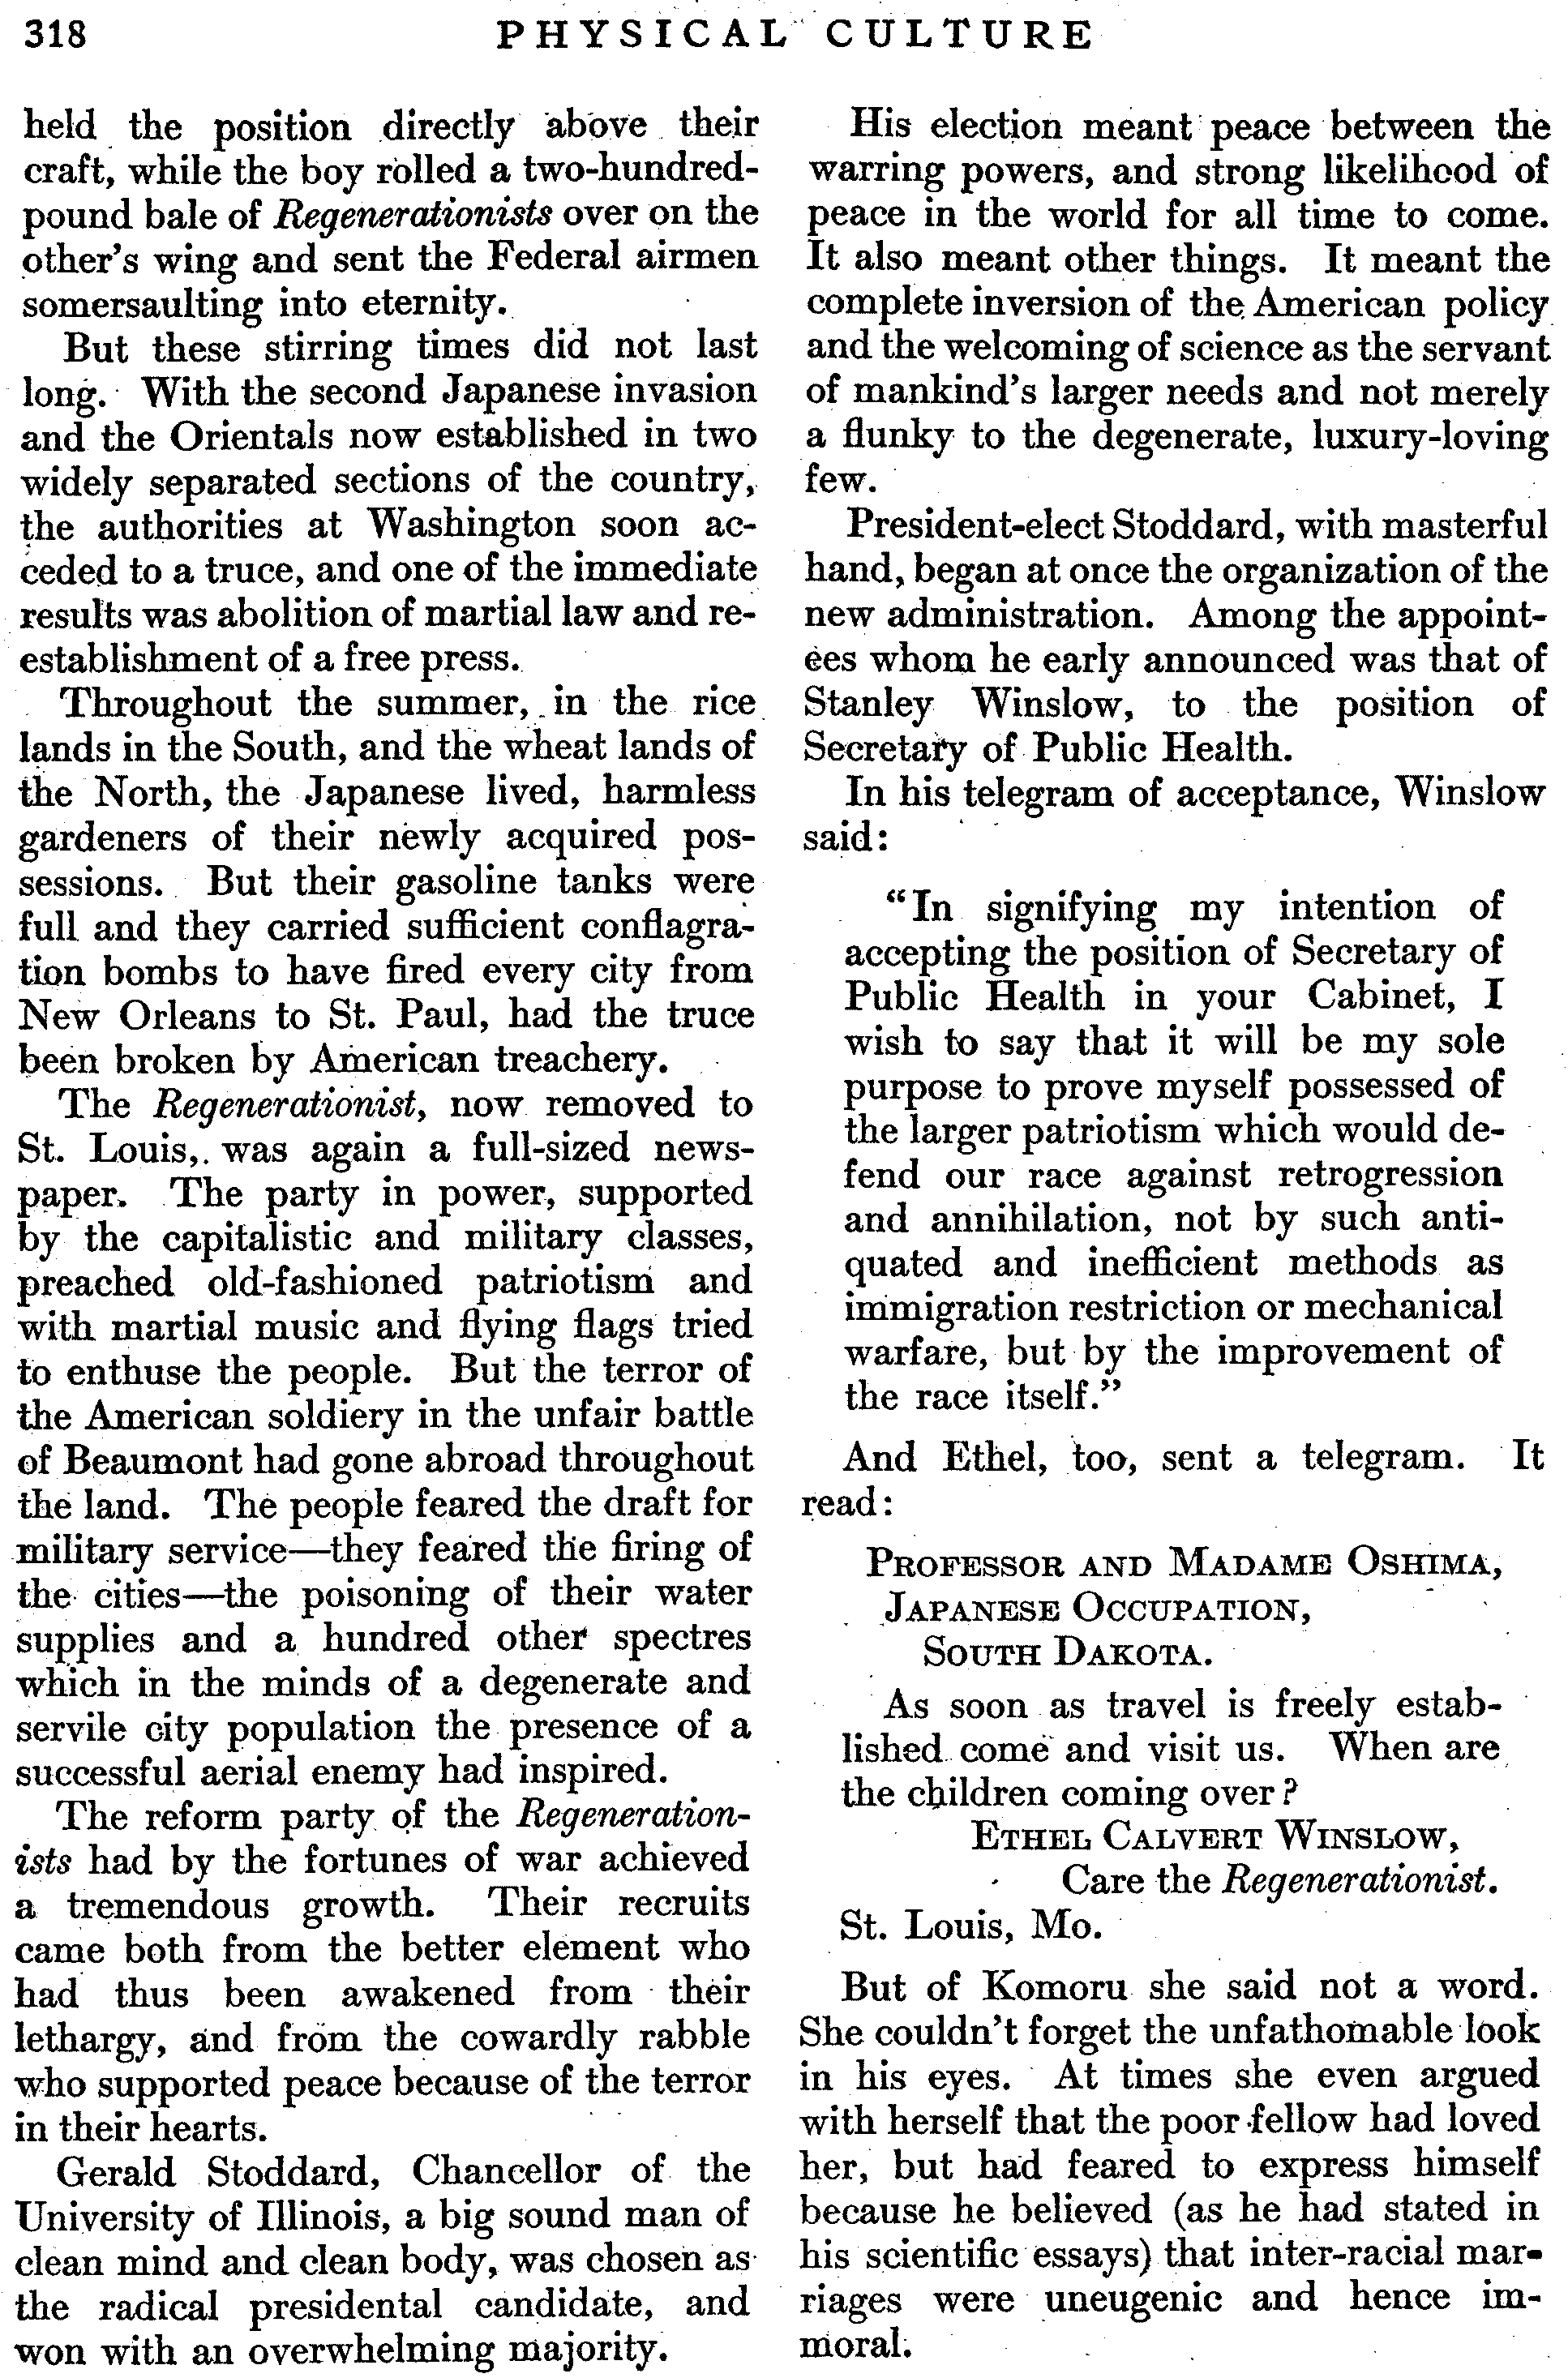 318 PHYSICAL CULTURE
held the position directly above their
craft, while the boy rolled a two-hundred-
pound bale of Regenerationists over on the
other's wing and sent the Federal airmen
somersaulting into eternity.
But these stirring times did not last
long. With the second Japanese invasion
and the Orientals now established in two
widely separated sections of the country,
the authorities at Washington soon ac-
ceded to a truce, and one of the immediate
results was abolition of martial law and re-
establishment of a free press.
Throughout the summer, in the rice
lands in the South, and the wheat lands of
the North, the Japanese lived, harmless
gardeners of their newly acquired pos-
sessions. But their gasoline tanks were
full and they carried sufficient conflagra-
tion bombs to have fired every city from
New Orleans to St. Paul, had the truce
been broken by American treachery.
The Regenerationist, now removed to
St. Louis, was again a full-sized news-
paper. The party in power, supported
by the capitalistic and military classes,
preached old-fashioned patriotism and
with martial music and flying flags tried
to enthuse the people. But the terror of
the American soldiery in the unfair battle
of Beaumont had gone abroad throughout
the land. The people feared the draft for
military service—they feared the firing of
the cities—the poisoning of their water
supplies and a hundred other spectres
which in the minds of a degenerate and
servile city population the presence of a
successful aerial enemy had inspired.
The reform party of the Regeneration-
ists had by the fortunes of war achieved
a tremendous growth. Their recruits
came both from the better element who
had thus been awakened from their
lethargy, and from the cowardly rabble
who supported peace because of the terror
in their hearts.
Gerald Stoddard, Chancellor of the
University of Illinois, a big sound man of
clean mind and clean body, was chosen as
the radical presidental candidate, and
won with an overwhelming majority.
His election meant peace between the
warring powers, and strong likelihood of
peace in the world for all time to come.
It also meant other things. It meant the
complete inversion of the American policy
and the welcoming of science as the servant
of mankind's larger needs and not merely
a flunky to the degenerate, luxury-loving
few.
President-elect Stoddard, with masterful
hand, began at once the organization of the
new administration. Among the appoint-
ees whom he early announced was that of
Stanley Winslow, to the position of
Secretary of Public Health.
In his telegram of acceptance, Winslow
said:
"In signifying my intention of
accepting the position of Secretary of
Public Health in your Cabinet, I
wish to say that it will be my sole
purpose to prove myself possessed of
the larger patriotism which would de-
fend our race against retrogression
and annihilation, not by such anti-
quated and inefficient methods as
immigration restriction or mechanical
warfare, but by the improvement of
the race itself."
And Ethel, too, sent a telegram. It
read:
PROFESSOR AND MADAME OSHIMA,
JAPANESE OCCUPATION,
SOUTH DAKOTA.
As soon as travel is freely estab-
lished come and visit us. When are
the children coming over?
ETHEL CALVERT WINSLOW,
Care the Regenerationist.
St. Louis, Mo.
But of Komoru she said not a word.
She couldn't forget the unfathomable look
in his eyes. At times she even argued
with herself that the poor fellow had loved
her, but had feared to express himself
because he believed (as he had stated in
his scientific essays) that inter-racial mar-
riages were uneugenic and hence im-
moral.